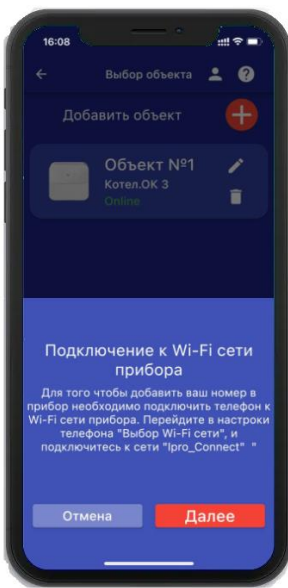 16:08
Выбор объекта
Добавить объект
Объект №1
Котел.ОК 3
Online
Подключение к Wi-Fi сети
прибора
Для того чтобы добавить ваш номер в
прибор необходимо подключить телефон к
Wi-Fi сети прибора. Перейдите в настроки
телефона "Выбор Wi-Fi сети", и
подключитесь к сети "Ipro_Connect" "
Отмена
Далее